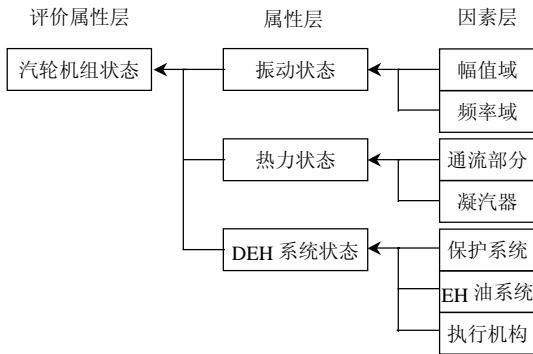 评价属性层 属性层 因素层
汽轮机组状态 振动状态 幅值域
频率域
热力状态 通流部分
凝汽器
DEH 系统状态 保护系统
EH 油系统
执行机构